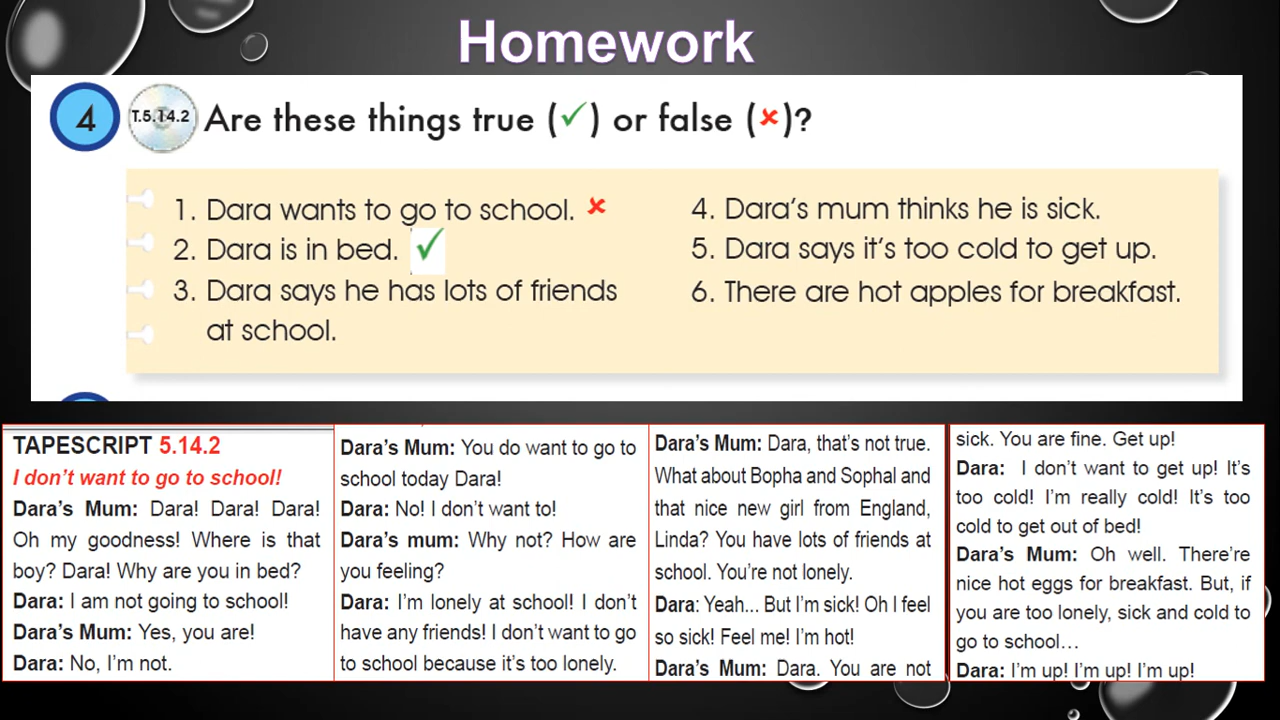 Homework
4 T.5.14.2 Are these things true (✓) or false (✗)?
1. Dara wants to go to school. ✗
2. Dara is in bed. ✓
3. Dara says he has lots of friends
at school.
4. Dara's mum thinks he is sick.
5. Dara says it's too cold to get up.
6. There are hot apples for breakfast.
TAPESCRIPT 5.14.2
I don't want to go to school!
Dara's Mum: Dara! Dara! Dara!
Oh my goodness! Where is that
boy? Dara! Why are you in bed?
Dara: I am not going to school!
Dara's Mum: Yes, you are!
Dara: No, I'm not.
Dara's Mum: You do want to go to
school today Dara!
Dara: No! I don't want to!
Dara's mum: Why not? How are
you feeling?
Dara: I'm lonely at school! I don't
have any friends! I don't want to go
to school because it's too lonely.
Dara's Mum: Dara, that's not true.
What about Bopha and Sophal and
that nice new girl from England,
Linda? You have lots of friends at
school. You're not lonely.
Dara: Yeah... But I'm sick! Oh I feel
so sick! Feel me! I'm hot!
Dara's Mum: Dara. You are not
sick. You are fine. Get up!
Dara: I don't want to get up! It's
too cold! I'm really cold! It's too
cold to get out of bed!
Dara's Mum: Oh well. There're
nice hot eggs for breakfast. But, if
you are too lonely, sick and cold to
go to school…
Dara: I'm up! I'm up! I'm up!